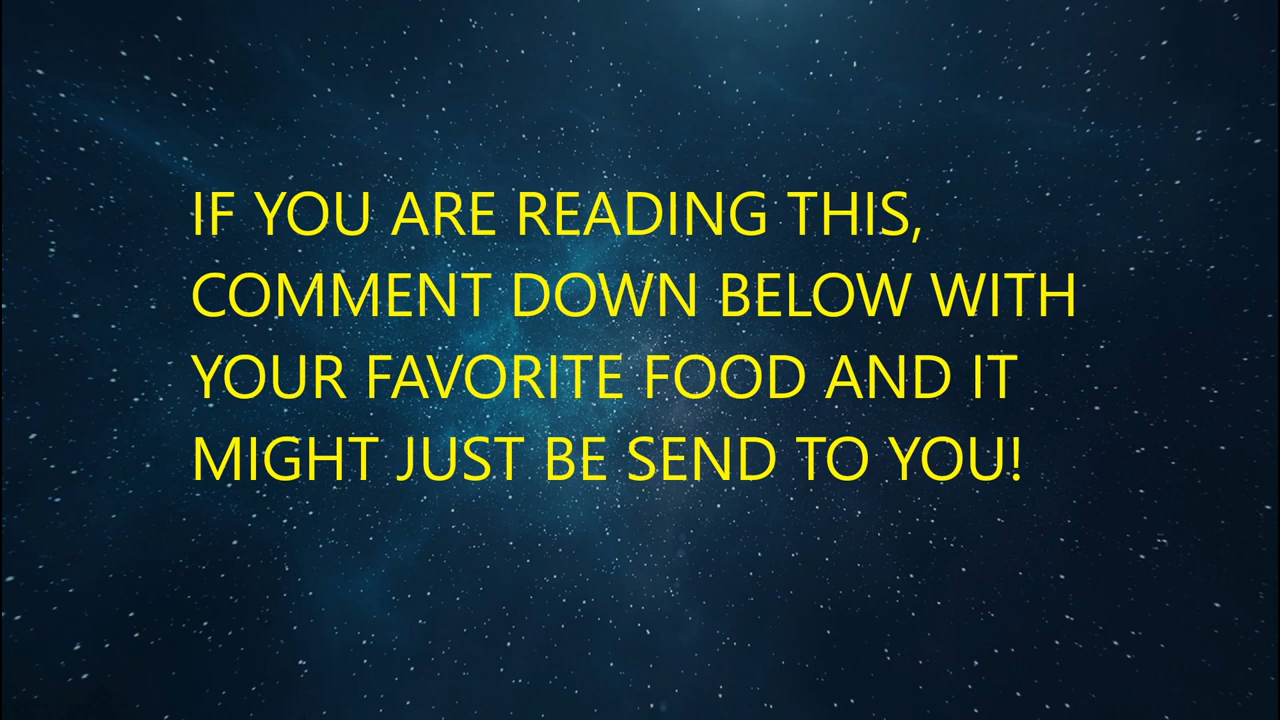 IF YOU ARE READING THIS,
COMMENT DOWN BELOW WITH
YOUR FAVORITE FOOD AND IT
MIGHT JUST BE SEND TO YOU!